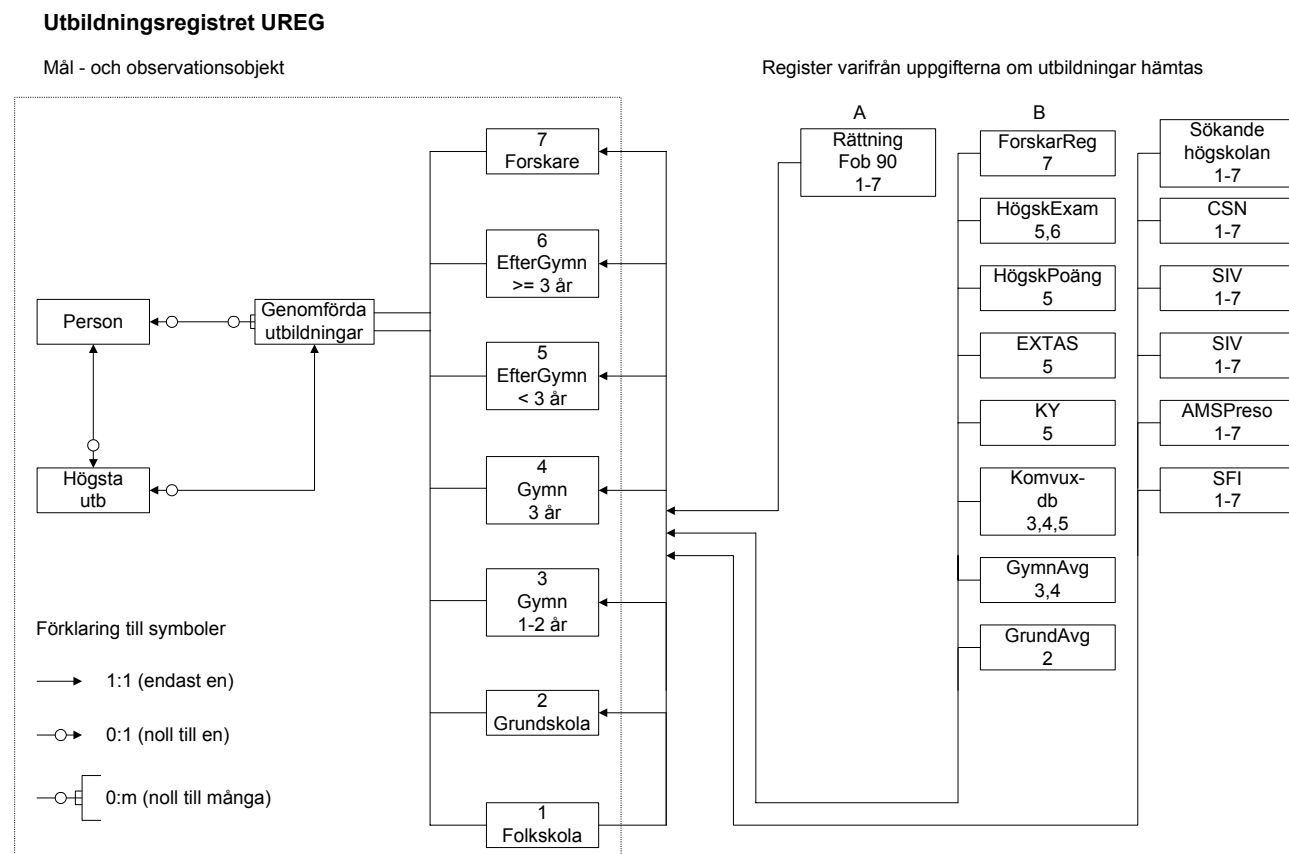 Utbildningsregistret UREG
Mål - och observationsobjekt
Register varifrån uppgifterna om utbildningar hämtas
7
Forskare
6
EfterGymn
>= 3 år
Person
Genomförda
utbildningar
5
EfterGymn
< 3 år
Högsta
utb
4
Gymn
3 år
3
Gymn
1-2 år
2
Grundskola
1
Folkskola
Förklaring till symboler
1:1 (endast en)
0:1 (noll till en)
0:m (noll till många)
A
Rättning
Fob 90
1-7
B
ForskarReg
7
HögskExam
5,6
HögskPoäng
5
EXTAS
5
KY
5
Komvux-
db
3,4,5
GymnAvg
3,4
GrundAvg
2
Sökande
högskolan
1-7
CSN
1-7
SIV
1-7
SIV
1-7
AMSPreso
1-7
SFI
1-7